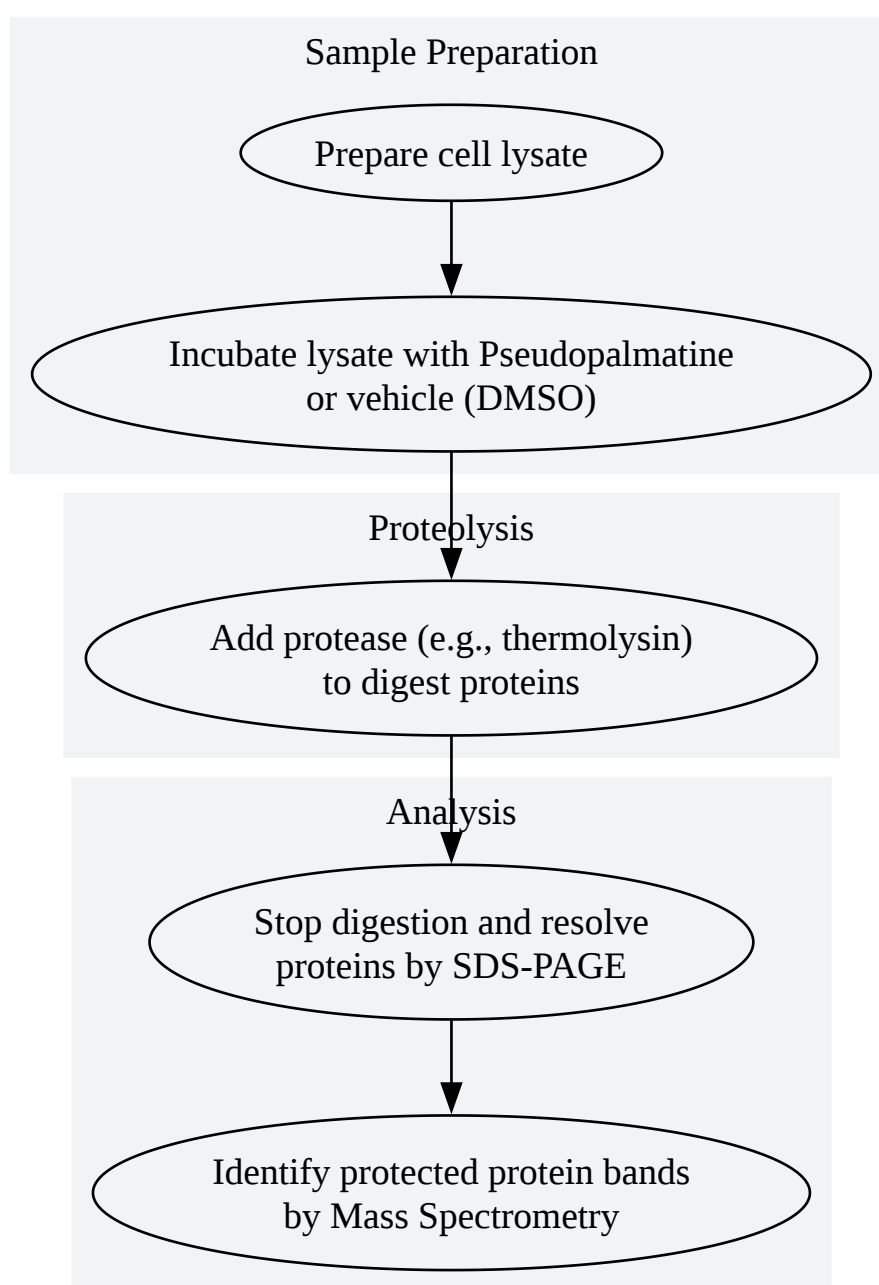 Sample Preparation
Prepare cell lysate
Incubate lysate with Pseudopalmatine
or vehicle (DMSO)
Proteolysis
Add protease (e.g., thermolysin)
to digest proteins
Analysis
Stop digestion and resolve
proteins by SDS-PAGE
Identify protected protein bands
by Mass Spectrometry